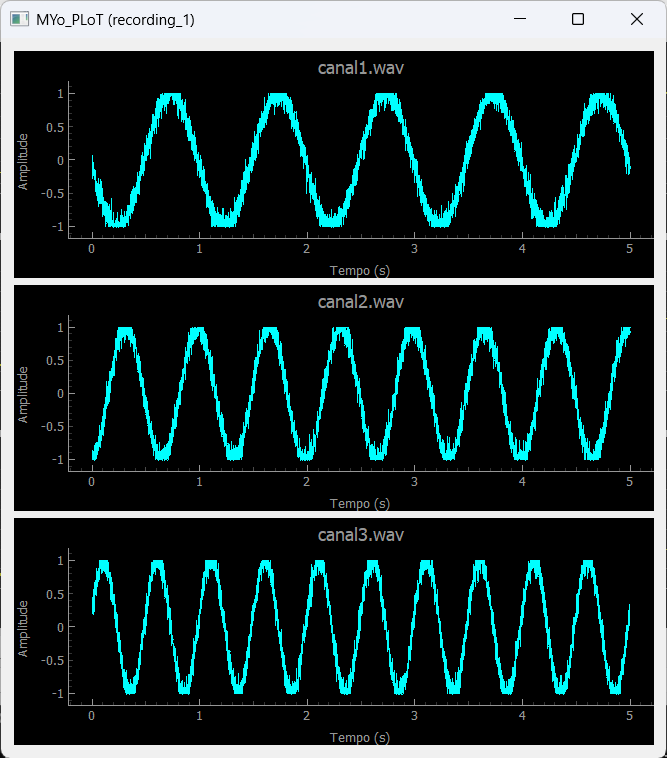 MYo_PLoT (recording_1)
canal1.wav
Amplitude
1
0.5
0
-0.5
-1
0 1 2 3 4 5
Tempo (s)
canal2.wav
Amplitude
1
0.5
0
-0.5
-1
0 1 2 3 4 5
Tempo (s)
canal3.wav
Amplitude
1
0.5
0
-0.5
-1
0 1 2 3 4 5
Tempo (s)